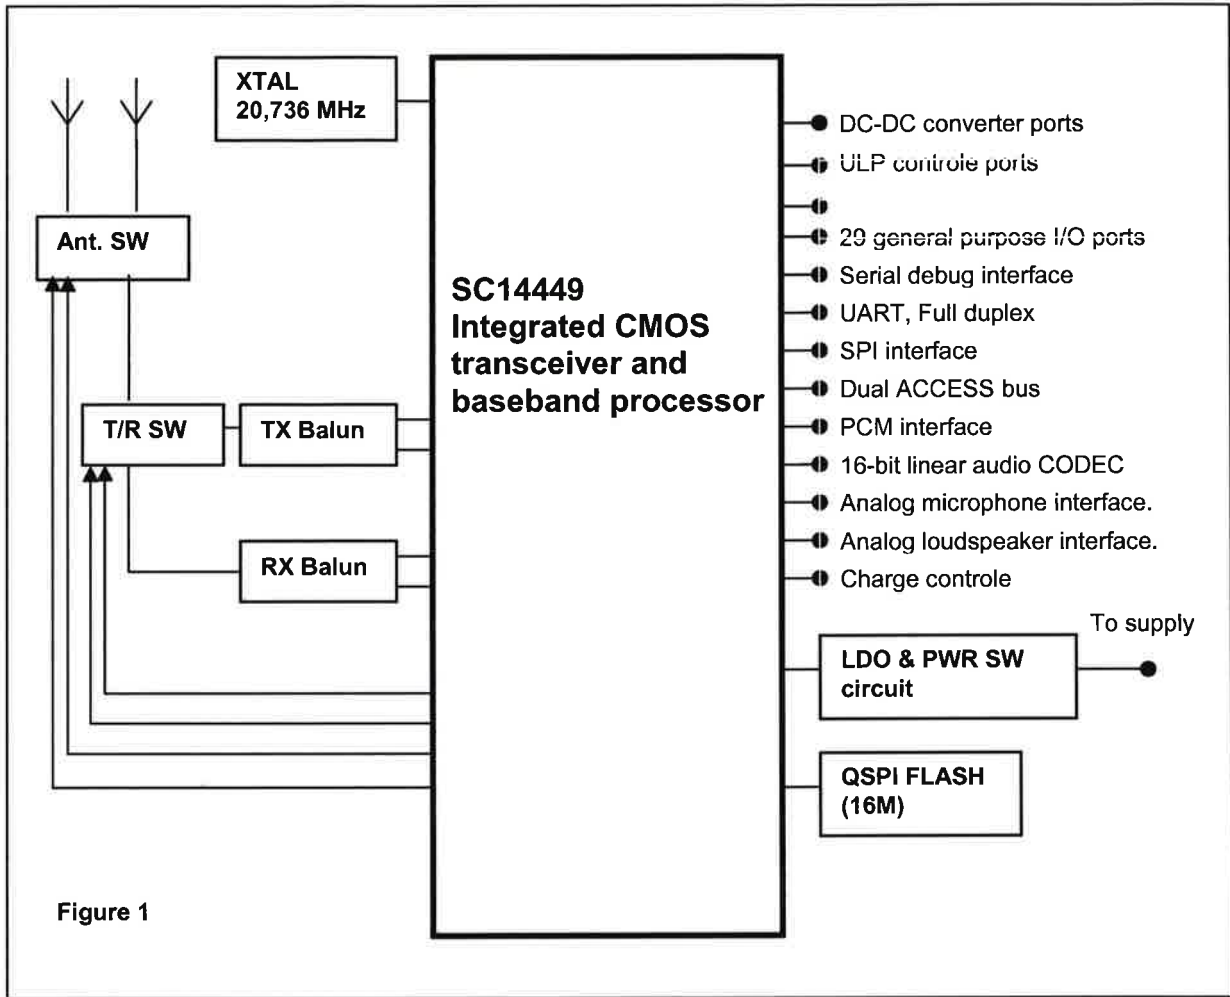 XTAL
20,736 MHz
Ant. SW
T/R SW
TX Balun
RX Balun
SC14449
Integrated CMOS
transceiver and
baseband processor
DC-DC converter ports
ULP controle ports
29 general purpose I/O ports
Serial debug interface
UART, Full duplex
SPI interface
Dual ACCESS bus
PCM interface
16-bit linear audio CODEC
Analog microphone interface.
Analog loudspeaker interface.
Charge controle
To supply
LDO & PWR SW
circuit
QSPI FLASH
(16M)
Figure 1